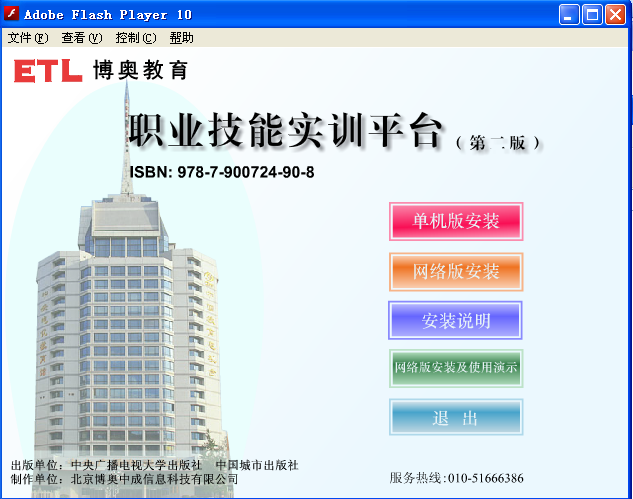 Adobe Flash Player 10
文件(F) 查看(V) 控制(C) 帮助
ETL 博奥教育
职业技能实训平台(第二版)
ISBN: 978-7-900724-90-8
单机版安装
网络版安装
安装说明
网络版安装及使用演示
退 出
出版单位：中央广播电视大学出版社 中国城市出版社
制作单位：北京博奥中成信息科技有限公司
服务热线:010-51666386